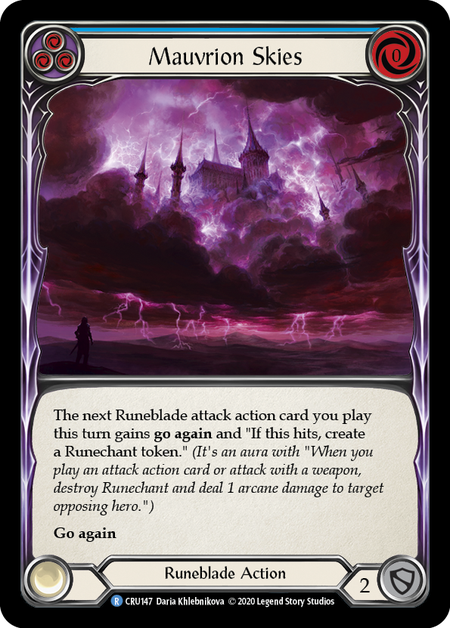 Mauvrion Skies
0
The next Runeblade attack action card you play
this turn gains go again and "If this hits, create
a Runechant token." (It's an aura with "When you
play an attack action card or attack with a weapon,
destroy Runechant and deal 1 arcane damage to target
opposing hero.")
Go again
Runeblade Action
2
R CRU147 Daria Khlebnikova © 2020 Legend Story Studios